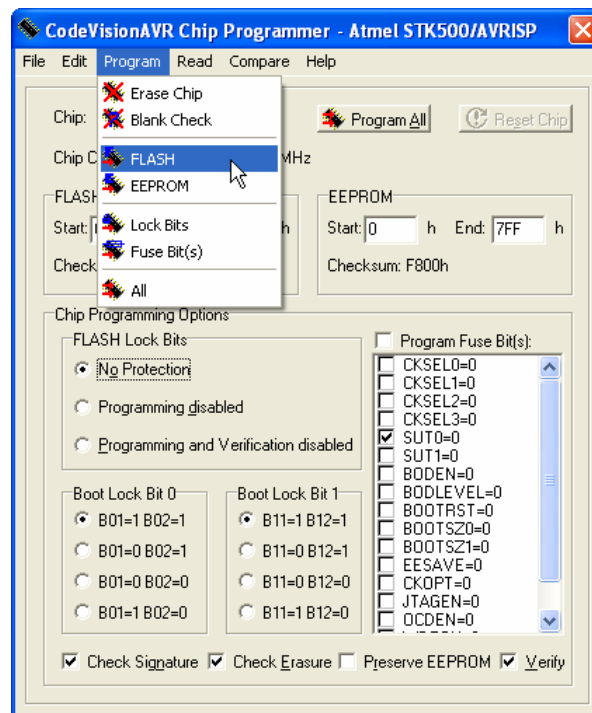 CodeVisionAVR Chip Programmer - Atmel STK500/AVRISP
File Edit Program Read Compare Help
Erase Chip
Blank Check
FLASH
EEPROM
Lock Bits
Fuse Bit(s)
All
Chip:
Program All
Reset Chip
Chip C
MHz
FLASH
Start:
h
Check
EEPROM
Start: 0 h End: 7FF h
Checksum: F800h
Chip Programming Options
FLASH Lock Bits
No Protection
Programming disabled
Programming and Verification disabled
Boot Lock Bit 0
B01=1 B02=1
B01=0 B02=1
B01=0 B02=0
B01=1 B02=0
Boot Lock Bit 1
B11=1 B12=1
B11=0 B12=1
B11=0 B12=0
B11=1 B12=0
Program Fuse Bit(s):
CKSEL0=0
CKSEL1=0
CKSEL2=0
CKSEL3=0
SUT0=0
SUT1=0
BODEN=0
BODLEVEL=0
BOOTRST=0
BOOTSZ0=0
BOOTSZ1=0
EESAVE=0
CKOPT=0
JTAGEN=0
OCDEN=0
Check Signature Check Erasure Preserve EEPROM Verify